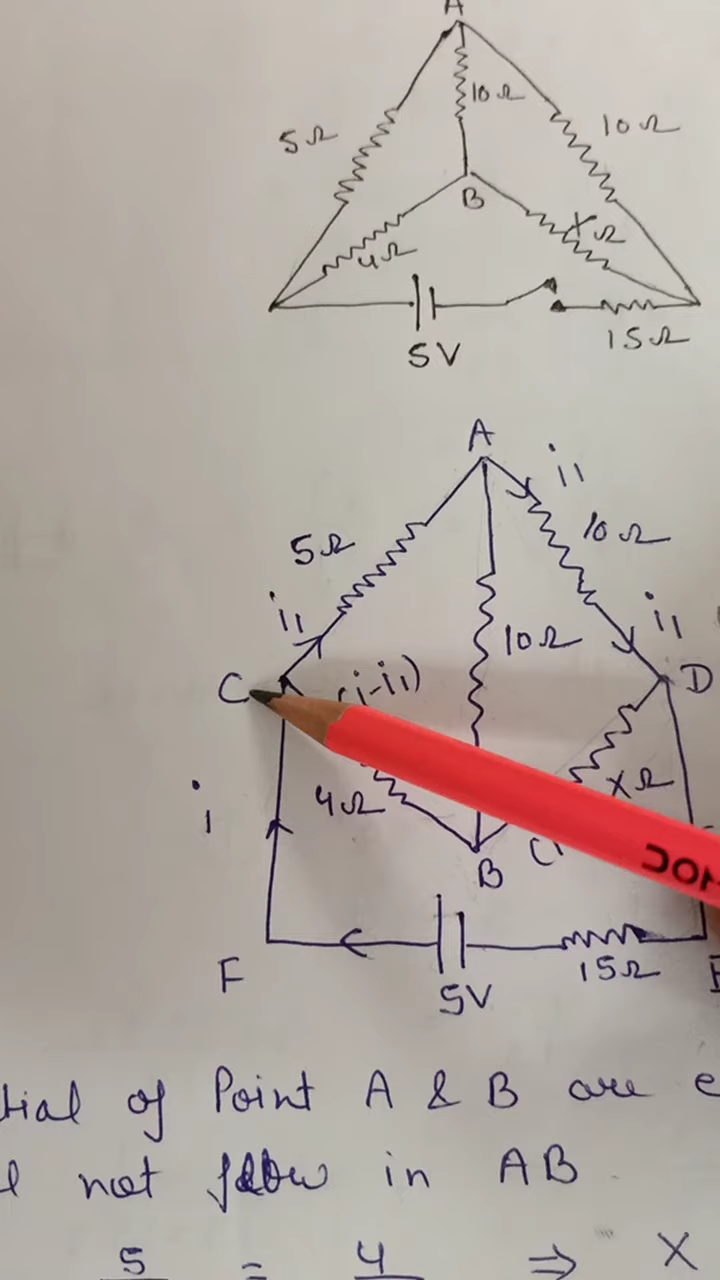 A
10Ω
5Ω
10Ω
B
XΩ
4Ω
5V
15Ω
A
i1
5Ω
10Ω
i1
10Ω
i1
C
(i-i1)
D
4Ω
XΩ
i
B
F
5V
15Ω
tial of Point A & B are e
not flow in AB
5 = 4 ⇒ X